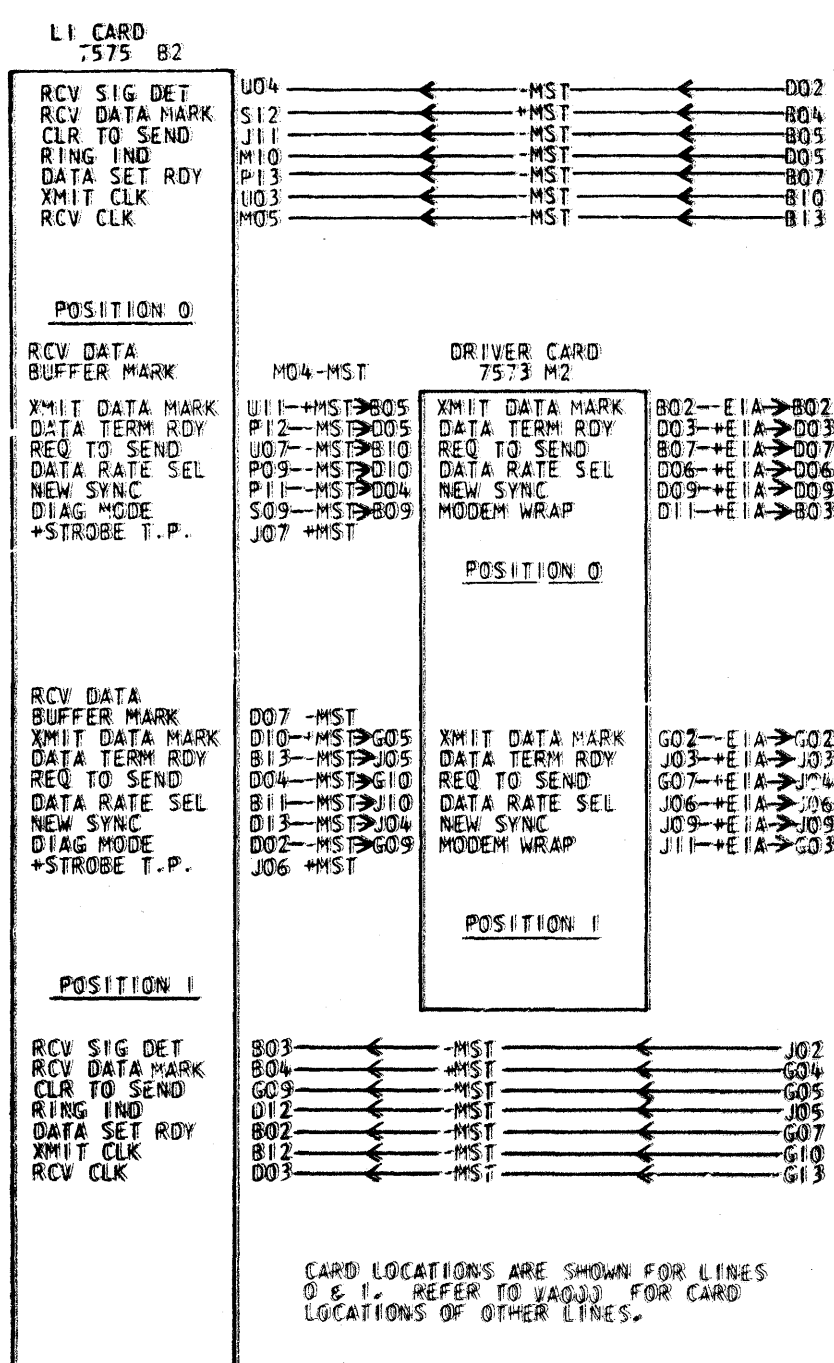 LI CARD
7575 B2
RCV SIG DET U04 -MST D02
RCV DATA MARK S12 +MST B04
CLR TO SEND J11 -MST B05
RING IND M10 -MST D05
DATA SET RDY P13 -MST B07
XMIT CLK U03 -MST B10
RCV CLK M05 -MST B13
POSITION 0
RCV DATA
BUFFER MARK M04-MST
DRIVER CARD
7573 M2
XMIT DATA MARK U11-+MST→B05 XMIT DATA MARK B02--EIA→B02
DATA TERM RDY P12--MST→D05 DATA TERM RDY D03-+EIA→D03
REQ TO SEND U07--MST→B10 REQ TO SEND B07-+EIA→D07
DATA RATE SEL P09--MST→D10 DATA RATE SEL D06-+EIA→D06
NEW SYNC P11--MST→D04 NEW SYNC D09-+EIA→D09
DIAG MODE S09--MST→B09 MODEM WRAP D11-+EIA→B03
+STROBE T.P. J07 +MST
POSITION 0
RCV DATA
BUFFER MARK D07 -MST
XMIT DATA MARK D10-+MST→G05 XMIT DATA MARK G02--EIA→G02
DATA TERM RDY B13--MST→J05 DATA TERM RDY J03-+EIA→J03
REQ TO SEND D04--MST→G10 REQ TO SEND G07-+EIA→J04
DATA RATE SEL B11--MST→J10 DATA RATE SEL J06-+EIA→J06
NEW SYNC D13--MST→J04 NEW SYNC J09-+EIA→J09
DIAG MODE D02--MST→G09 MODEM WRAP J11-+EIA→G03
+STROBE T.P. J06 +MST
POSITION 1
POSITION 1
RCV SIG DET B03 -MST J02
RCV DATA MARK B04 +MST G04
CLR TO SEND G09 -MST G05
RING IND D12 -MST J05
DATA SET RDY B02 -MST G07
XMIT CLK B12 -MST G10
RCV CLK D03 -MST G13
CARD LOCATIONS ARE SHOWN FOR LINES
0 & 1. REFER TO FOR CARD
LOCATIONS OF OTHER LINES.